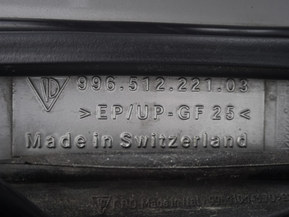 996.512.221.03
>EP/UP-GF 25<
Made in Switzerland